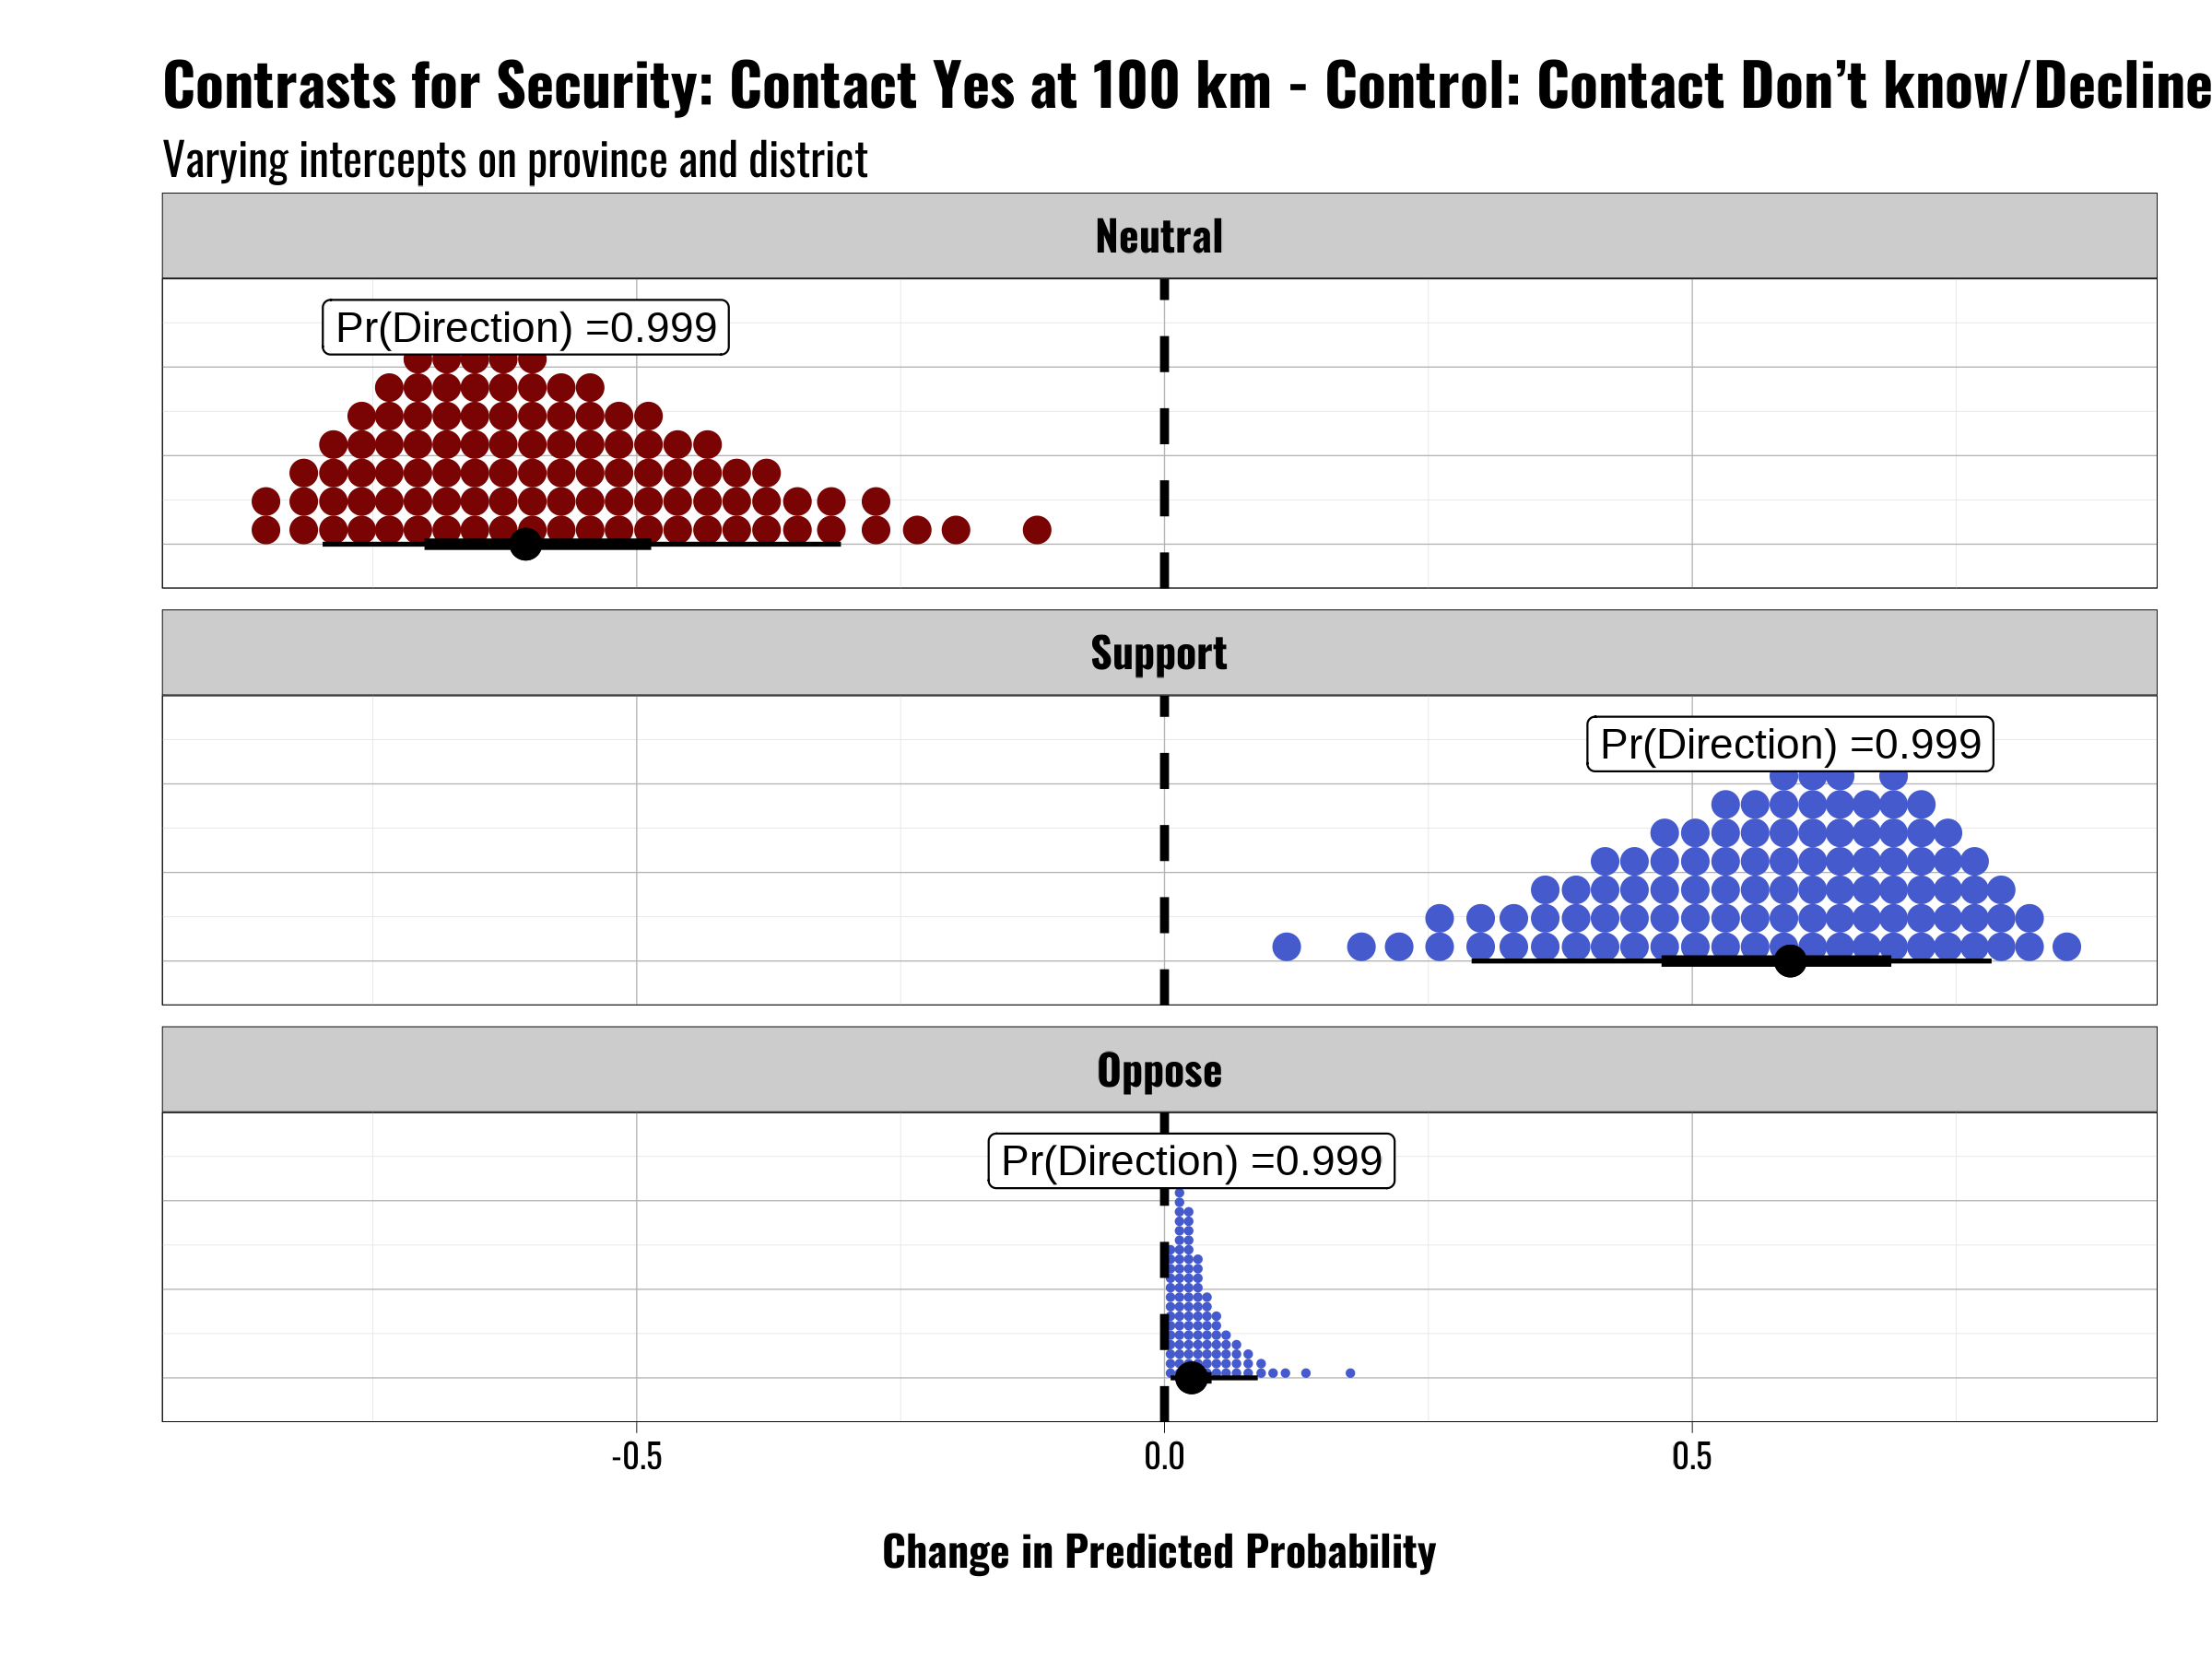 Contrasts for Security: Contact Yes at 100 km - Control: Contact Don’t know/Decline
Varying intercepts on province and district
Neutral
Pr(Direction) =0.999
Support
Pr(Direction) =0.999
Oppose
Pr(Direction) =0.999
-0.5 0.0 0.5
Change in Predicted Probability